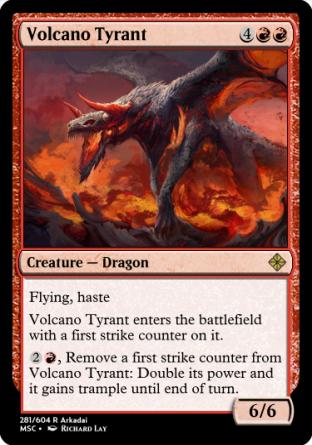 Volcano Tyrant 4
Creature — Dragon
Flying, haste
Volcano Tyrant enters the battlefield
with a first strike counter on it.
2, Remove a first strike counter from
Volcano Tyrant: Double its power and
it gains trample until end of turn.
6/6
281/604 R Arkadai
MSC • Richard Lay